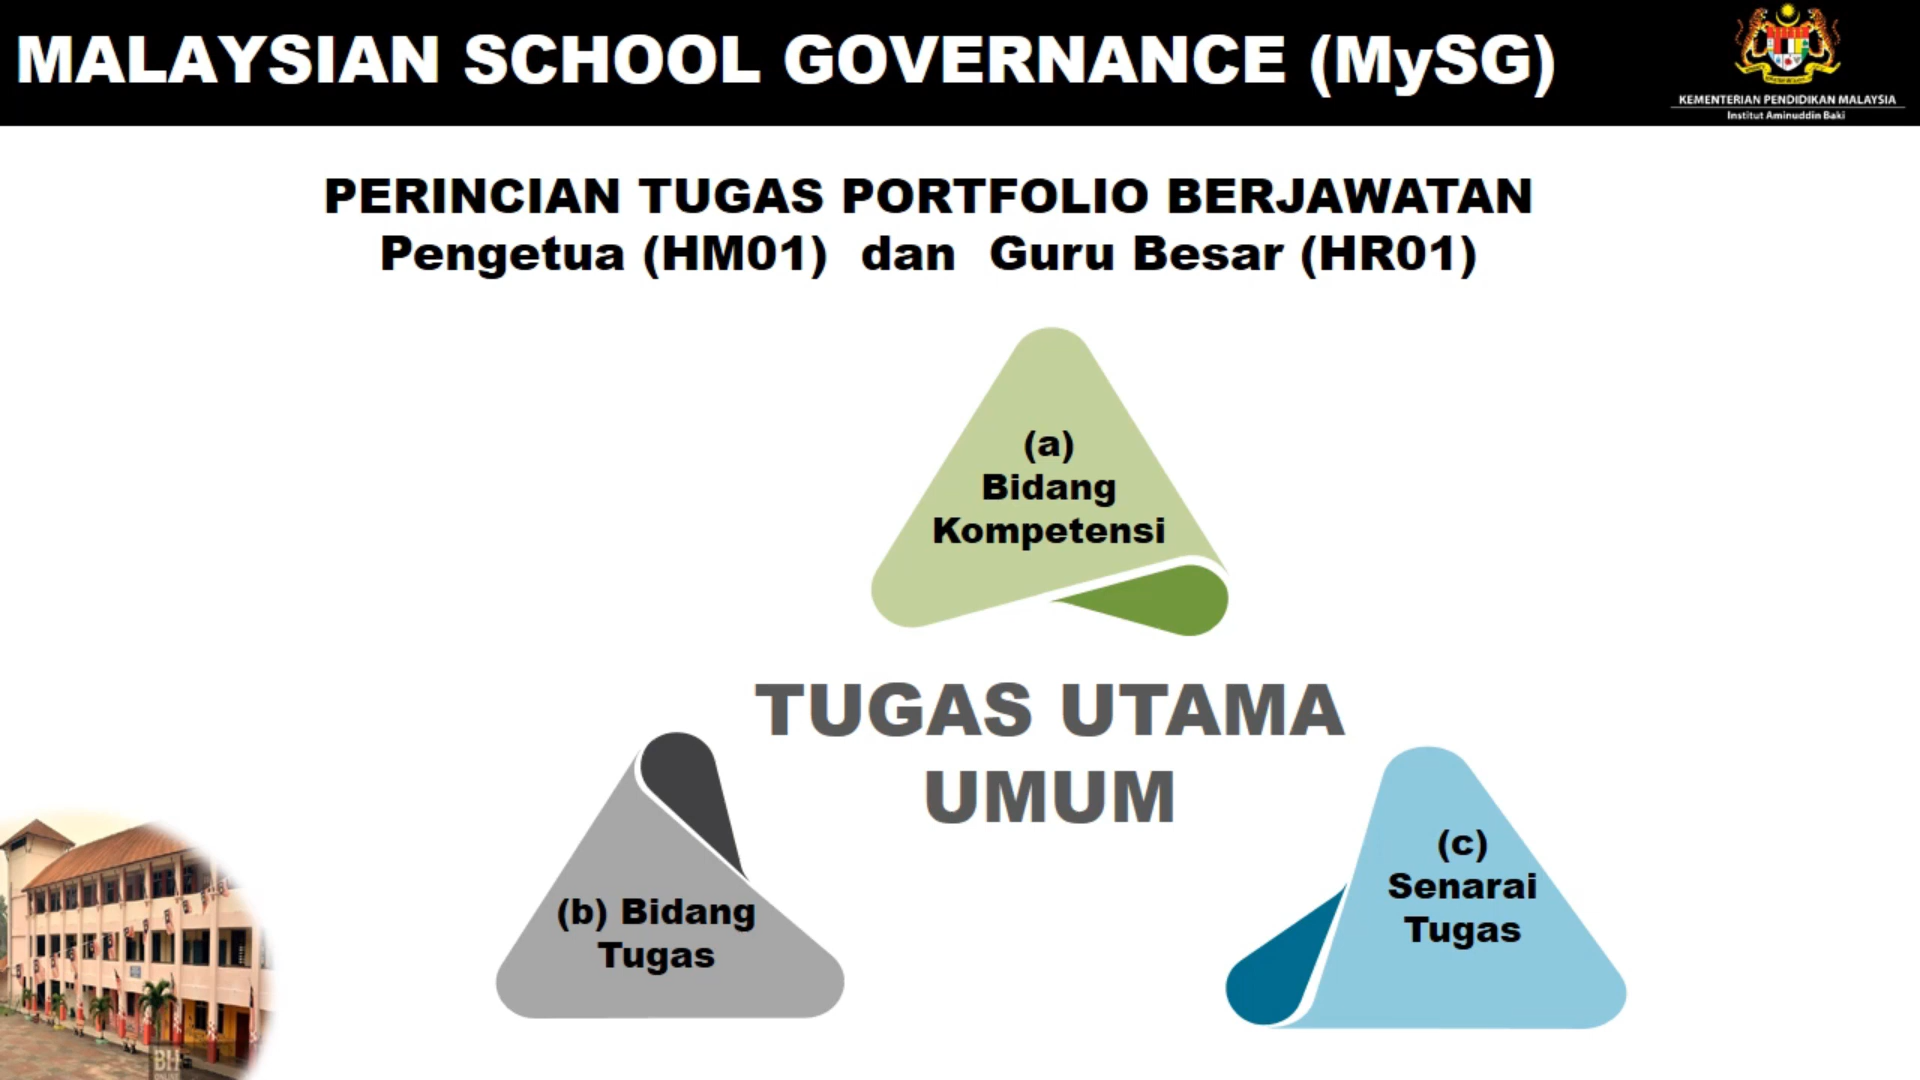 MALAYSIAN SCHOOL GOVERNANCE (MySG)
KEMENTERIAN PENDIDIKAN MALAYSIA
Institut Aminuddin Baki
PERINCIAN TUGAS PORTFOLIO BERJAWATAN
Pengetua (HM01) dan Guru Besar (HR01)
(a)
Bidang
Kompetensi
TUGAS UTAMA
UMUM
(b) Bidang
Tugas
(c)
Senarai
Tugas
BH